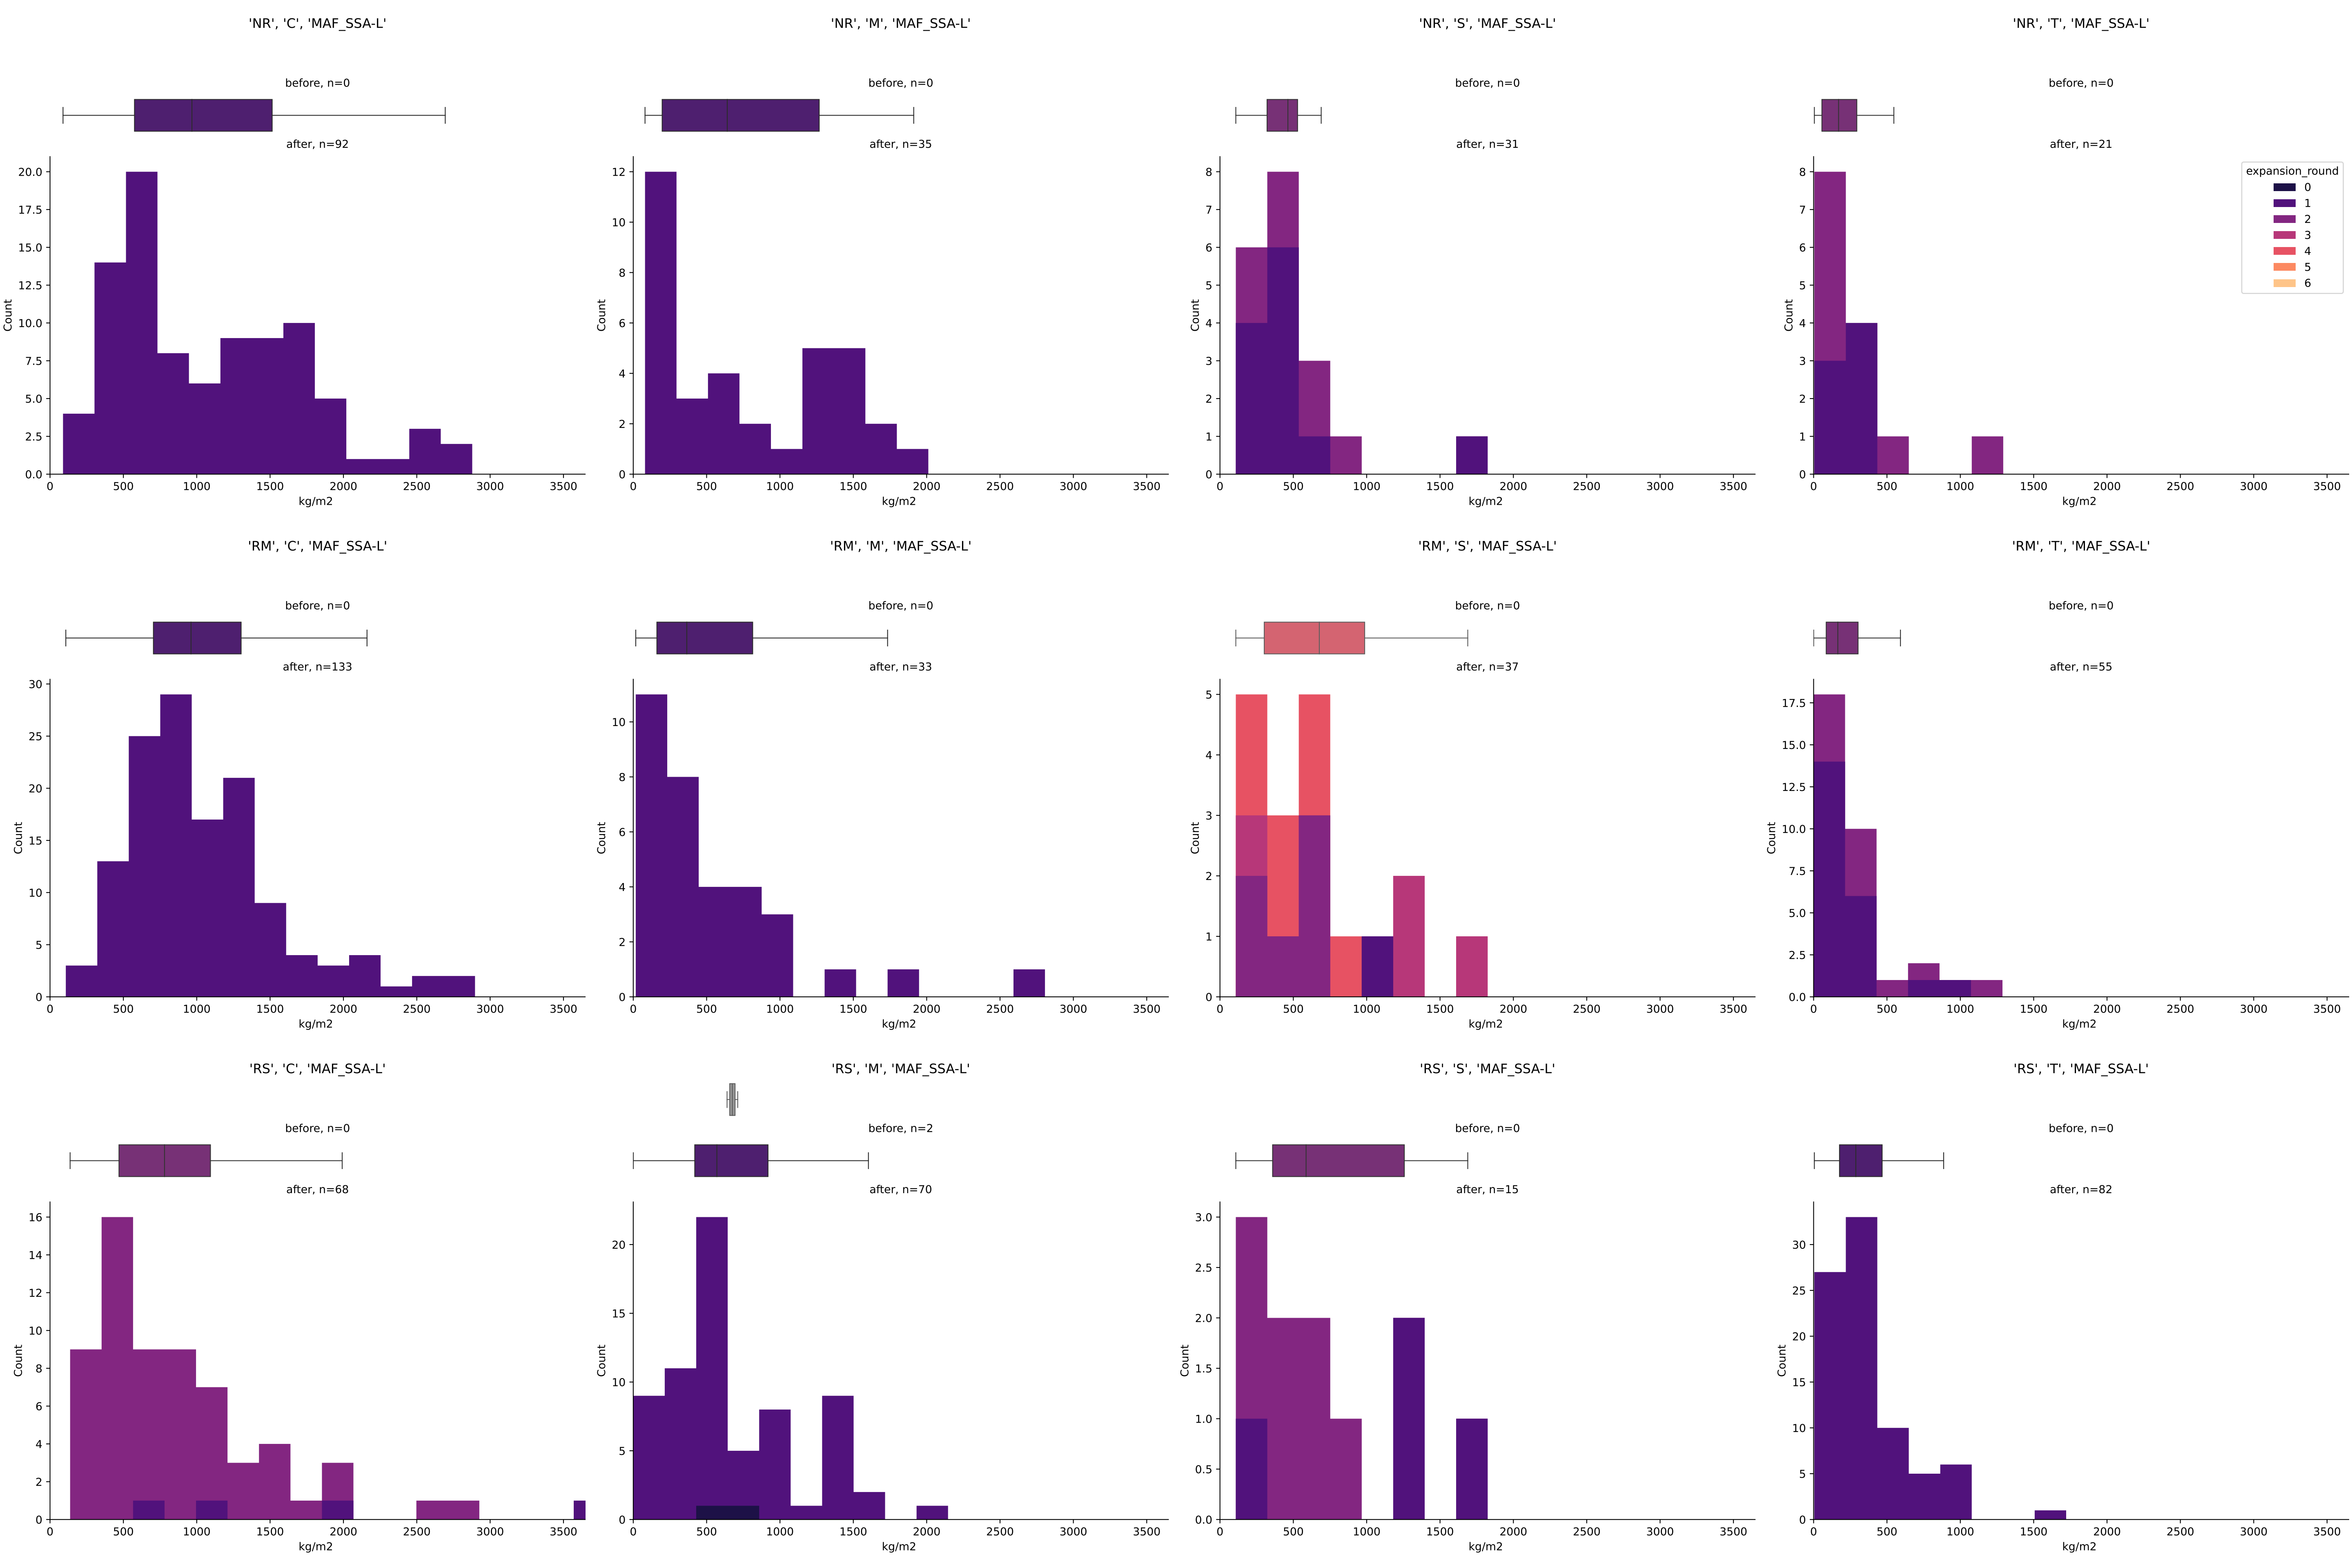 'NR', 'C', 'MAF_SSA-L'
before, n=0
after, n=92
20.0
17.5
15.0
12.5
10.0
7.5
5.0
2.5
0.0
Count
0 500 1000 1500 2000 2500 3000 3500
kg/m2
'NR', 'M', 'MAF_SSA-L'
before, n=0
after, n=35
12
10
8
6
4
2
0
Count
0 500 1000 1500 2000 2500 3000 3500
kg/m2
'NR', 'S', 'MAF_SSA-L'
before, n=0
after, n=31
8
7
6
5
4
3
2
1
0
Count
0 500 1000 1500 2000 2500 3000 3500
kg/m2
'NR', 'T', 'MAF_SSA-L'
before, n=0
after, n=21
8
7
6
5
4
3
2
1
0
Count
0 500 1000 1500 2000 2500 3000 3500
kg/m2
expansion_round
0
1
2
3
4
5
6
'RM', 'C', 'MAF_SSA-L'
before, n=0
after, n=133
30
25
20
15
10
5
0
Count
0 500 1000 1500 2000 2500 3000 3500
kg/m2
'RM', 'M', 'MAF_SSA-L'
before, n=0
after, n=33
10
8
6
4
2
0
Count
0 500 1000 1500 2000 2500 3000 3500
kg/m2
'RM', 'S', 'MAF_SSA-L'
before, n=0
after, n=37
5
4
3
2
1
0
Count
0 500 1000 1500 2000 2500 3000 3500
kg/m2
'RM', 'T', 'MAF_SSA-L'
before, n=0
after, n=55
17.5
15.0
12.5
10.0
7.5
5.0
2.5
0.0
Count
0 500 1000 1500 2000 2500 3000 3500
kg/m2
'RS', 'C', 'MAF_SSA-L'
before, n=0
after, n=68
16
14
12
10
8
6
4
2
0
Count
0 500 1000 1500 2000 2500 3000 3500
kg/m2
'RS', 'M', 'MAF_SSA-L'
before, n=2
after, n=70
20
15
10
5
0
Count
0 500 1000 1500 2000 2500 3000 3500
kg/m2
'RS', 'S', 'MAF_SSA-L'
before, n=0
after, n=15
3.0
2.5
2.0
1.5
1.0
0.5
0.0
Count
0 500 1000 1500 2000 2500 3000 3500
kg/m2
'RS', 'T', 'MAF_SSA-L'
before, n=0
after, n=82
30
25
20
15
10
5
0
Count
0 500 1000 1500 2000 2500 3000 3500
kg/m2